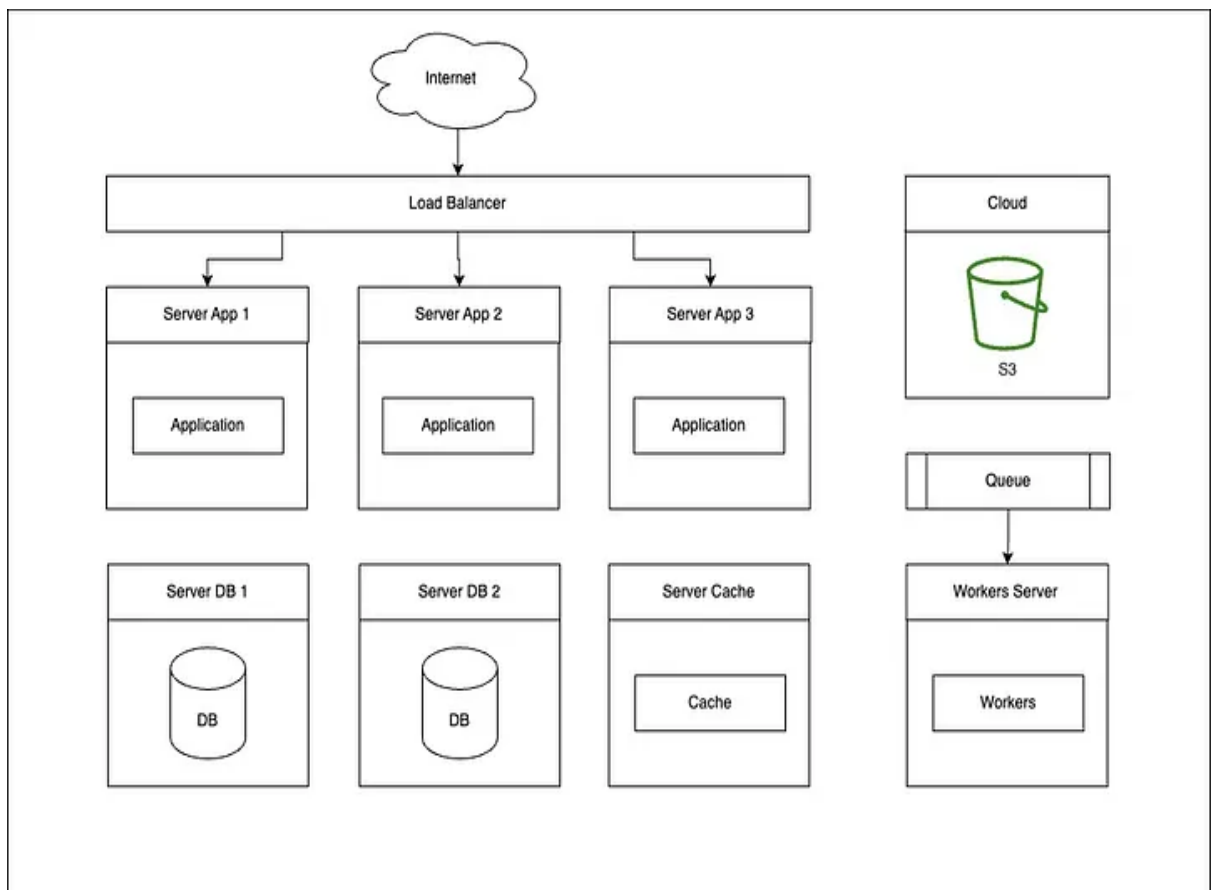 Internet
Load Balancer
Cloud
Server App 1
Server App 2
Server App 3
S3
Application
Application
Application
Queue
Server DB 1
Server DB 2
Server Cache
Workers Server
DB
DB
Cache
Workers